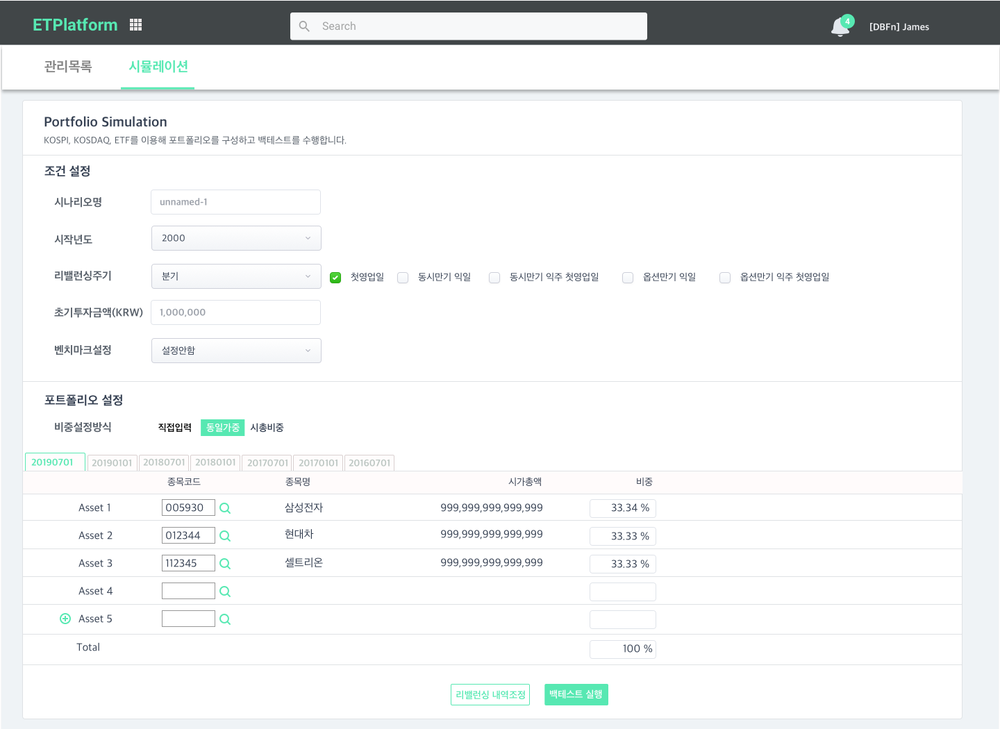 ETPlatform
Search
4
[DBFn] James
관리목록
시뮬레이션
Portfolio Simulation
KOSPI, KOSDAQ, ETF를 이용해 포트폴리오를 구성하고 백테스트를 수행합니다.
조건 설정
시나리오명
unnamed-1
시작년도
2000
리밸런싱주기
분기
첫영업일
동시만기 익일
동시만기 익주 첫영업일
옵션만기 익일
옵션만기 익주 첫영업일
초기투자금액(KRW)
1,000,000
벤치마크설정
설정안함
포트폴리오 설정
비중설정방식
직접입력
동일가중
시총비중
20190701
20190101
20180701
20180101
20170701
20170101
20160701
종목코드
종목명
시가총액
비중
Asset 1
005930
삼성전자
999,999,999,999,999
33.34 %
Asset 2
012344
현대차
999,999,999,999,999
33.33 %
Asset 3
112345
셀트리온
999,999,999,999,999
33.33 %
Asset 4
Asset 5
Total
100 %
리밸런싱 내역조정
백테스트 실행